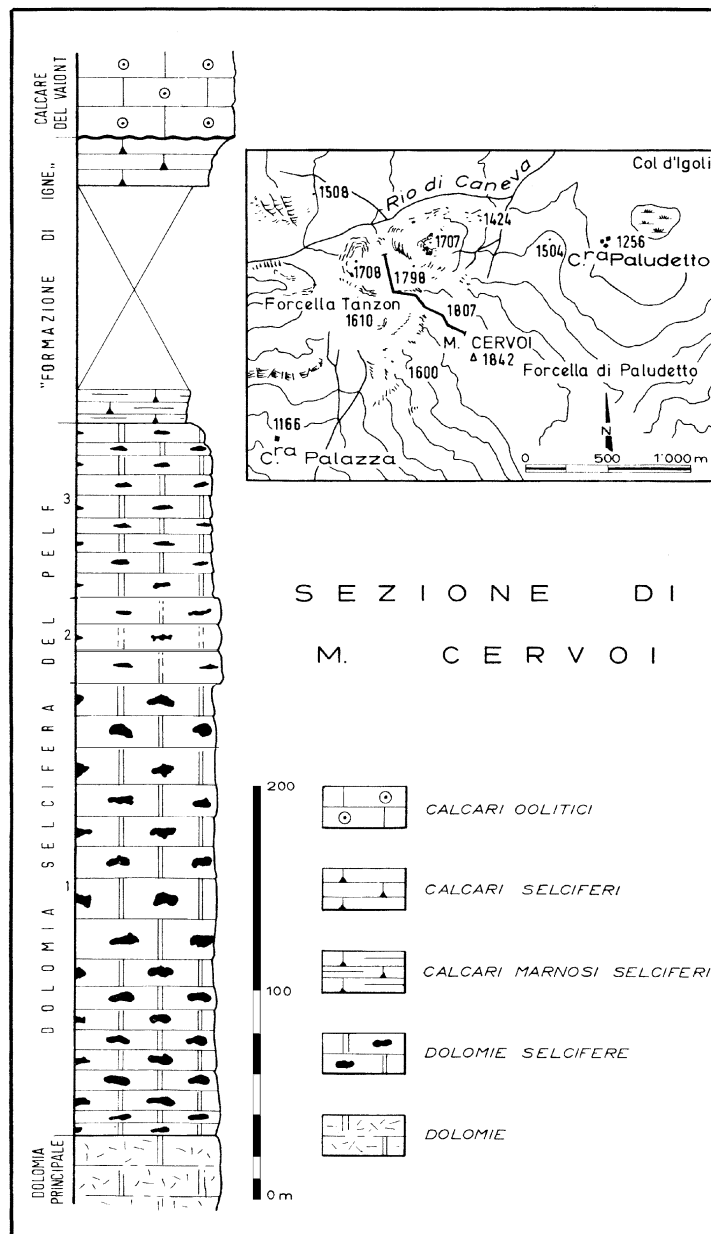 CALCARE
DEL VALONT
"FORMAZIONE DI IGNE„
DOLOMIA SELCIFERA DEL PELF
3
2
1
DOLOMIA
PRINCIPALE
Col d'Igoli
Rio di Caneva
1508
1424
1707
1504
1256
C.ra Paludetto
1708
1798
Forcella Tanzon
1807
1610
M. CERVOI
1842
1600
Forcella di Paludetto
1166
C.ra Palazza
N
0 500 1'000 m
SEZIONE DI
M. CERVOI
200
100
0 m
CALCARI OOLITICI
CALCARI SELCIFERI
CALCARI MARNOSI SELCIFERI
DOLOMIE SELCIFERE
DOLOMIE